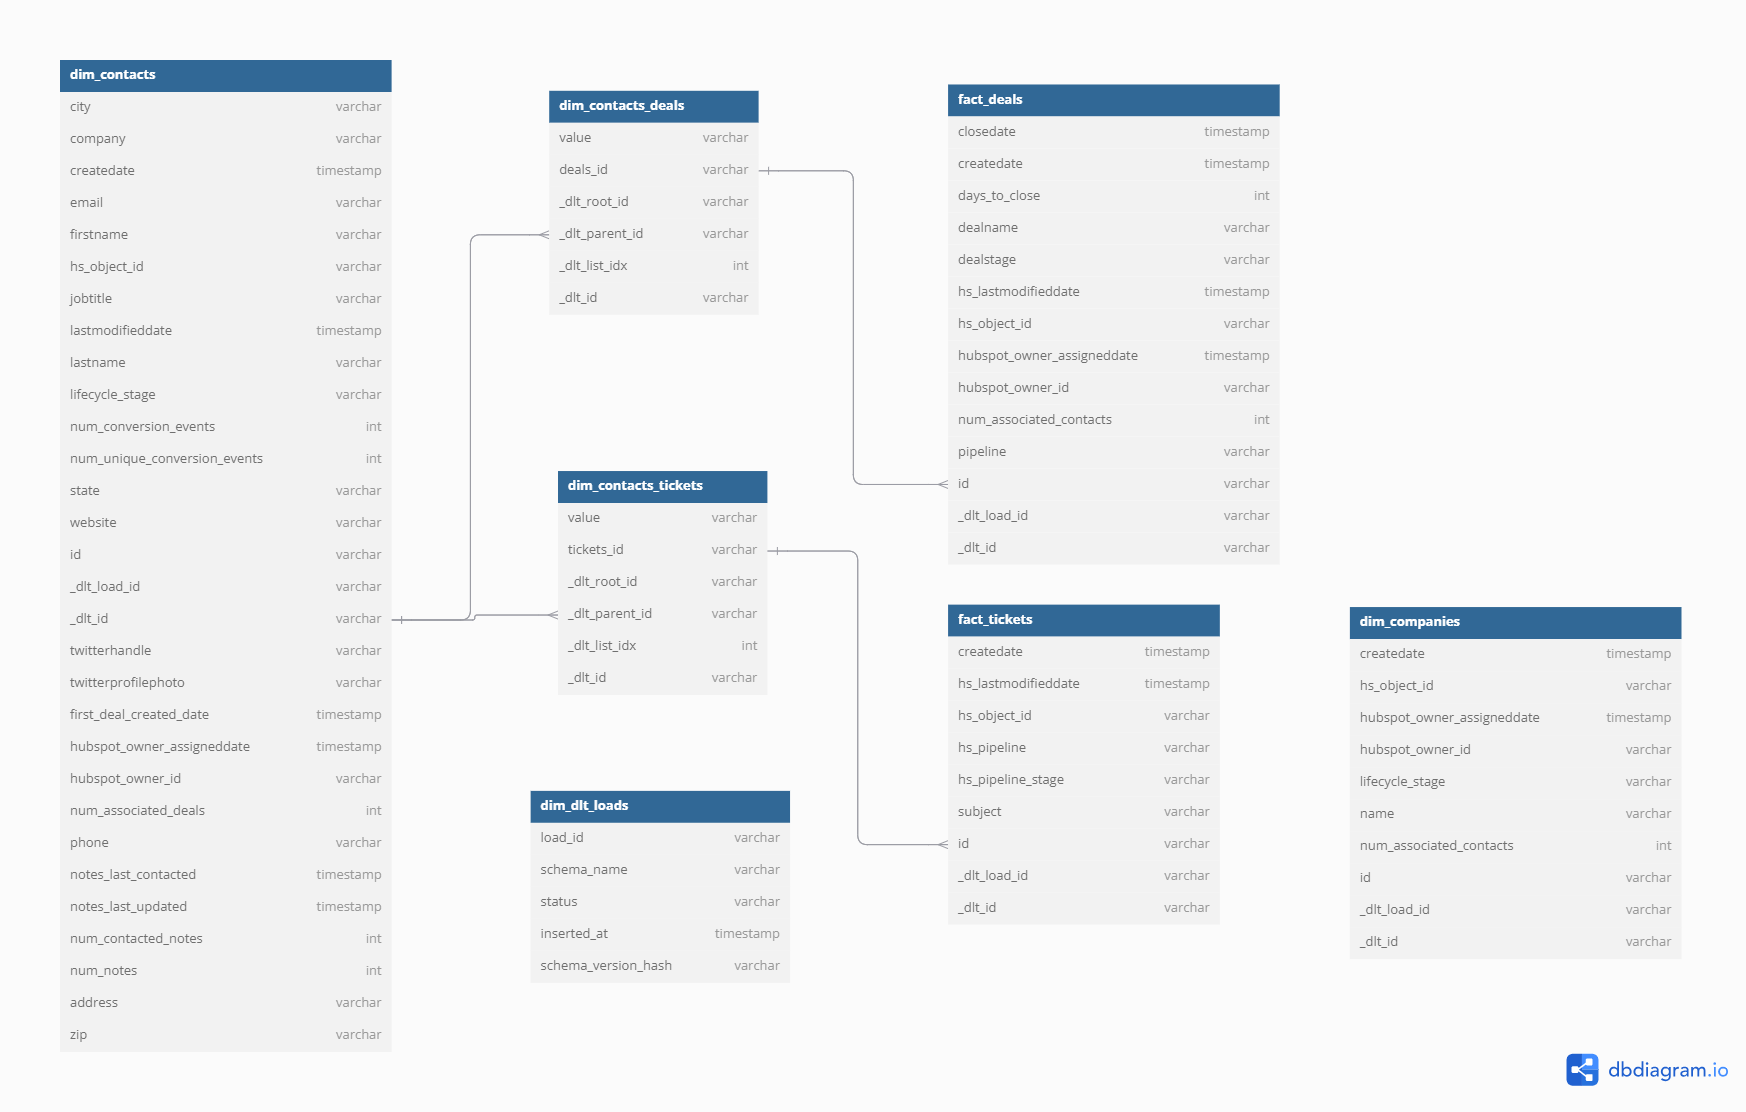 dim_contacts
city varchar
company varchar
createdate timestamp
email varchar
firstname varchar
hs_object_id varchar
jobtitle varchar
lastmodifieddate timestamp
lastname varchar
lifecycle_stage varchar
num_conversion_events int
num_unique_conversion_events int
state varchar
website varchar
id varchar
_dlt_load_id varchar
_dlt_id varchar
twitterhandle varchar
twitterprofilephoto varchar
first_deal_created_date timestamp
hubspot_owner_assigneddate timestamp
hubspot_owner_id varchar
num_associated_deals int
phone varchar
notes_last_contacted timestamp
notes_last_updated timestamp
num_contacted_notes int
num_notes int
address varchar
zip varchar
dim_contacts_deals
value varchar
deals_id varchar
_dlt_root_id varchar
_dlt_parent_id varchar
_dlt_list_idx int
_dlt_id varchar
dim_contacts_tickets
value varchar
tickets_id varchar
_dlt_root_id varchar
_dlt_parent_id varchar
_dlt_list_idx int
_dlt_id varchar
dim_dlt_loads
load_id varchar
schema_name varchar
status varchar
inserted_at timestamp
schema_version_hash varchar
fact_deals
closedate timestamp
createdate timestamp
days_to_close int
dealname varchar
dealstage varchar
hs_lastmodifieddate timestamp
hs_object_id varchar
hubspot_owner_assigneddate timestamp
hubspot_owner_id varchar
num_associated_contacts int
pipeline varchar
id varchar
_dlt_load_id varchar
_dlt_id varchar
fact_tickets
createdate timestamp
hs_lastmodifieddate timestamp
hs_object_id varchar
hs_pipeline varchar
hs_pipeline_stage varchar
subject varchar
id varchar
_dlt_load_id varchar
_dlt_id varchar
dim_companies
createdate timestamp
hs_object_id varchar
hubspot_owner_assigneddate timestamp
hubspot_owner_id varchar
lifecycle_stage varchar
name varchar
num_associated_contacts int
id varchar
_dlt_load_id varchar
_dlt_id varchar
dbdiagram.io